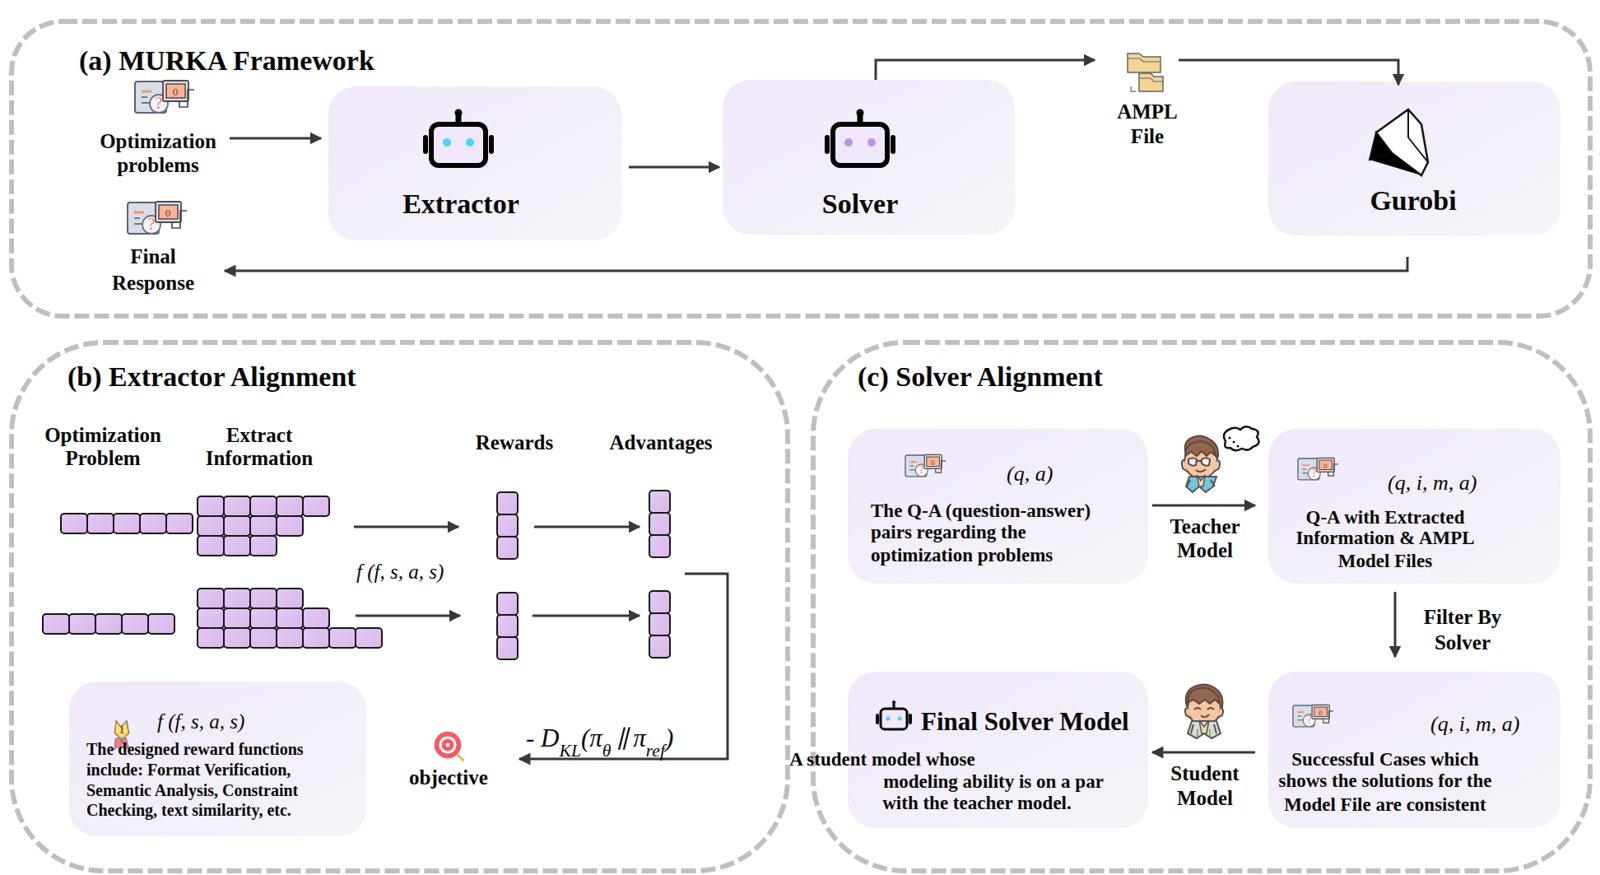 (a) MURKA Framework
Optimization
problems
Extractor
Solver
AMPL
File
Gurobi
Final
Response
(b) Extractor Alignment
Optimization
Problem
Extract
Information
Rewards
Advantages
f (f, s, a, s)
f (f, s, a, s)
The designed reward functions
include: Format Verification,
Semantic Analysis, Constraint
Checking, text similarity, etc.
objective
- D_KL(π_θ ∥ π_ref)
(c) Solver Alignment
(q, a)
The Q-A (question-answer)
pairs regarding the
optimization problems
Teacher
Model
(q, i, m, a)
Q-A with Extracted
Information & AMPL
Model Files
Filter By
Solver
(q, i, m, a)
Successful Cases which
shows the solutions for the
Model File are consistent
Student
Model
Final Solver Model
A student model whose
modeling ability is on a par
with the teacher model.